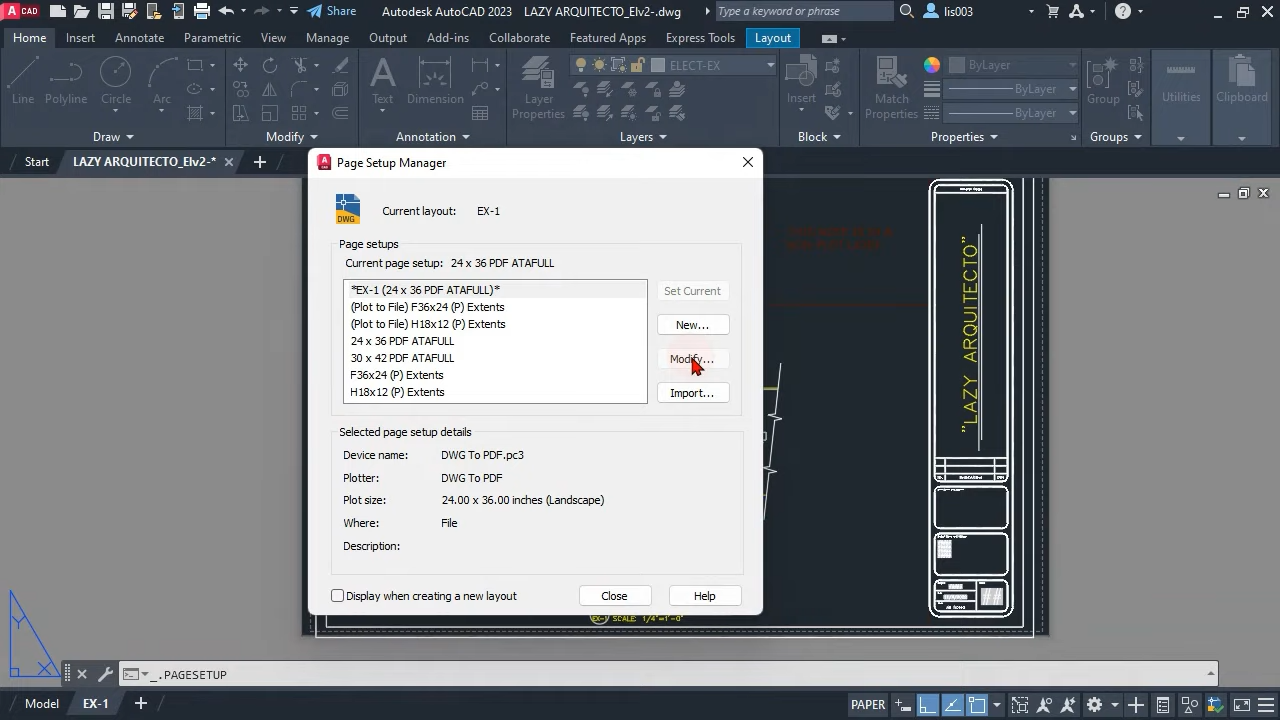 CAD
Share
Autodesk AutoCAD 2023
LAZY ARQUITECTO_Elv2-.dwg
Type a keyword or phrase
lis003
Home
Insert
Annotate
Parametric
View
Manage
Output
Add-ins
Collaborate
Featured Apps
Express Tools
Layout
Line
Polyline
Circle
Arc
Text
Dimension
Layer
Properties
ELECT-EX
Insert
Match
Properties
ByLayer
ByLayer
ByLayer
Group
Utilities
Clipboard
Draw
Modify
Annotation
Layers
Block
Properties
Groups
Start
LAZY ARQUITECTO_Elv2-*
Page Setup Manager
DWG
Current layout: EX-1
Page setups
Current page setup: 24 x 36 PDF ATAFULL
*EX-1 (24 x 36 PDF ATAFULL)*
(Plot to File) F36x24 (P) Extents
(Plot to File) H18x12 (P) Extents
24 x 36 PDF ATAFULL
30 x 42 PDF ATAFULL
F36x24 (P) Extents
H18x12 (P) Extents
Set Current
New...
Modify...
Import...
Selected page setup details
Device name: DWG To PDF.pc3
Plotter: DWG To PDF
Plot size: 24.00 x 36.00 inches (Landscape)
Where: File
Description:
Display when creating a new layout
Close
Help
"LAZY ARQUITECTO"
EX-1 SCALE: 1/4"=1'-0"
Y
X
_.PAGESETUP
Model
EX-1
PAPER